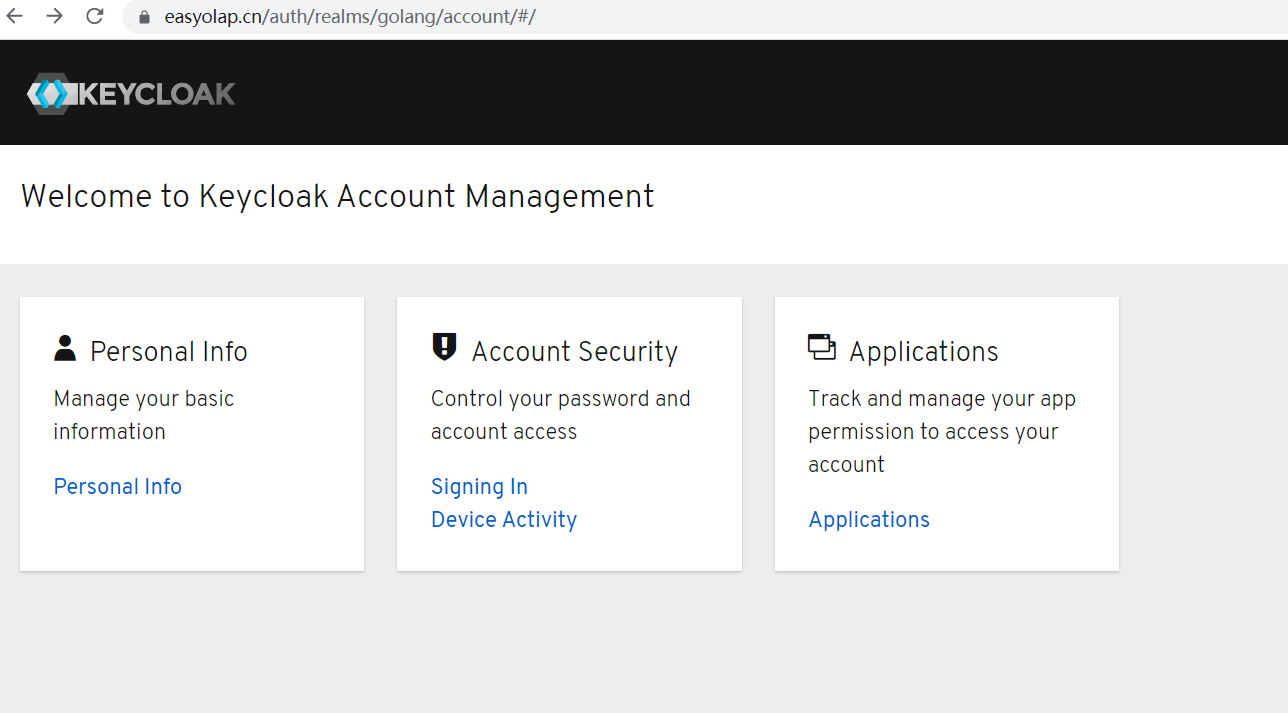 easyolap.cn/auth/realms/golang/account/#/
KEYCLOAK
Welcome to Keycloak Account Management
Personal Info
Manage your basic
information
Personal Info
Account Security
Control your password and
account access
Signing In
Device Activity
Applications
Track and manage your app
permission to access your
account
Applications